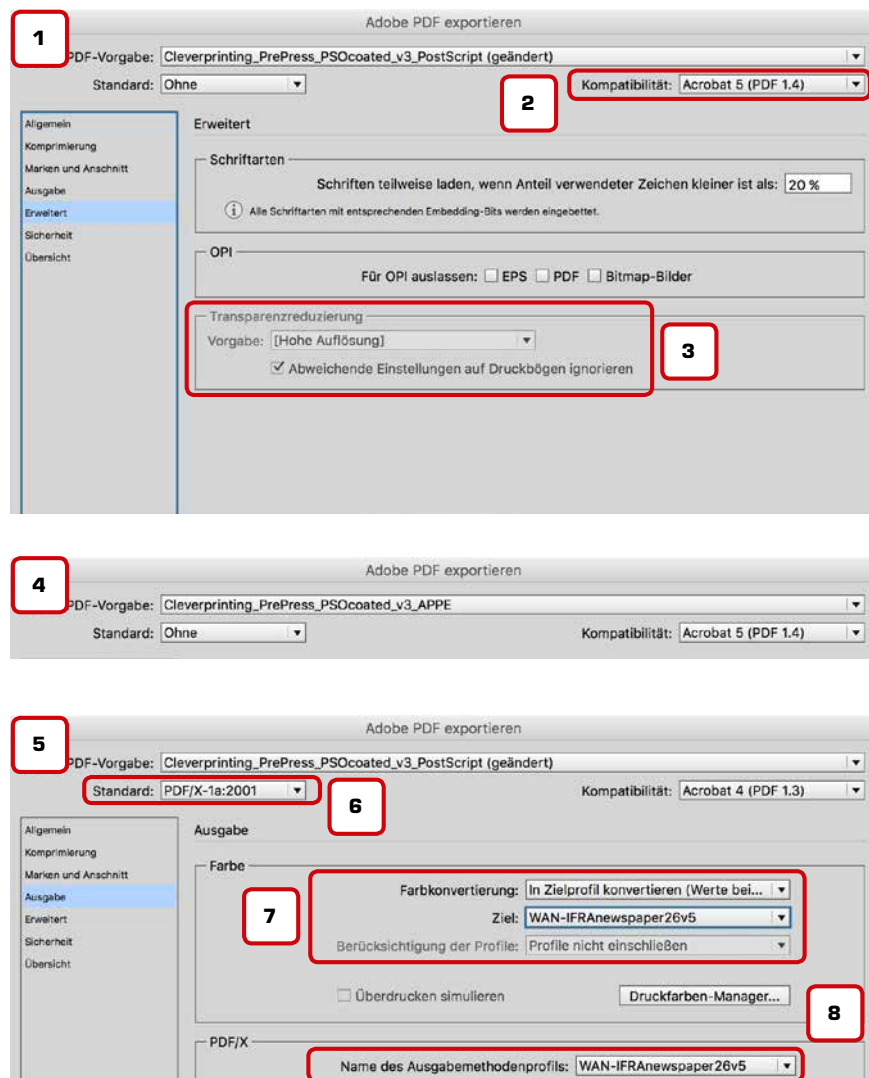 Adobe PDF exportieren
1
PDF-Vorgabe: Cleverprinting_PrePress_PSOcoated_v3_PostScript (geändert)
Standard: Ohne
2
Kompatibilität: Acrobat 5 (PDF 1.4)
Allgemein
Komprimierung
Marken und Anschnitt
Ausgabe
Erweitert
Sicherheit
Übersicht
Erweitert
Schriftarten
Schriften teilweise laden, wenn Anteil verwendeter Zeichen kleiner ist als: 20 %
i Alle Schriftarten mit entsprechenden Embedding-Bits werden eingebettet.
OPI
Für OPI auslassen: EPS PDF Bitmap-Bilder
Transparenzreduzierung
Vorgabe: [Hohe Auflösung]
3
Abweichende Einstellungen auf Druckbögen ignorieren
Adobe PDF exportieren
4
PDF-Vorgabe: Cleverprinting_PrePress_PSOcoated_v3_APPE
Standard: Ohne
Kompatibilität: Acrobat 5 (PDF 1.4)
Adobe PDF exportieren
5
PDF-Vorgabe: Cleverprinting_PrePress_PSOcoated_v3_PostScript (geändert)
Standard: PDF/X-1a:2001
6
Kompatibilität: Acrobat 4 (PDF 1.3)
Allgemein
Komprimierung
Marken und Anschnitt
Ausgabe
Erweitert
Sicherheit
Übersicht
Ausgabe
Farbe
7
Farbkonvertierung: In Zielprofil konvertieren (Werte bei...
Ziel: WAN-IFRAnewspaper26v5
Berücksichtigung der Profile: Profile nicht einschließen
Überdrucken simulieren
Druckfarben-Manager...
8
PDF/X
Name des Ausgabemethodenprofils: WAN-IFRAnewspaper26v5